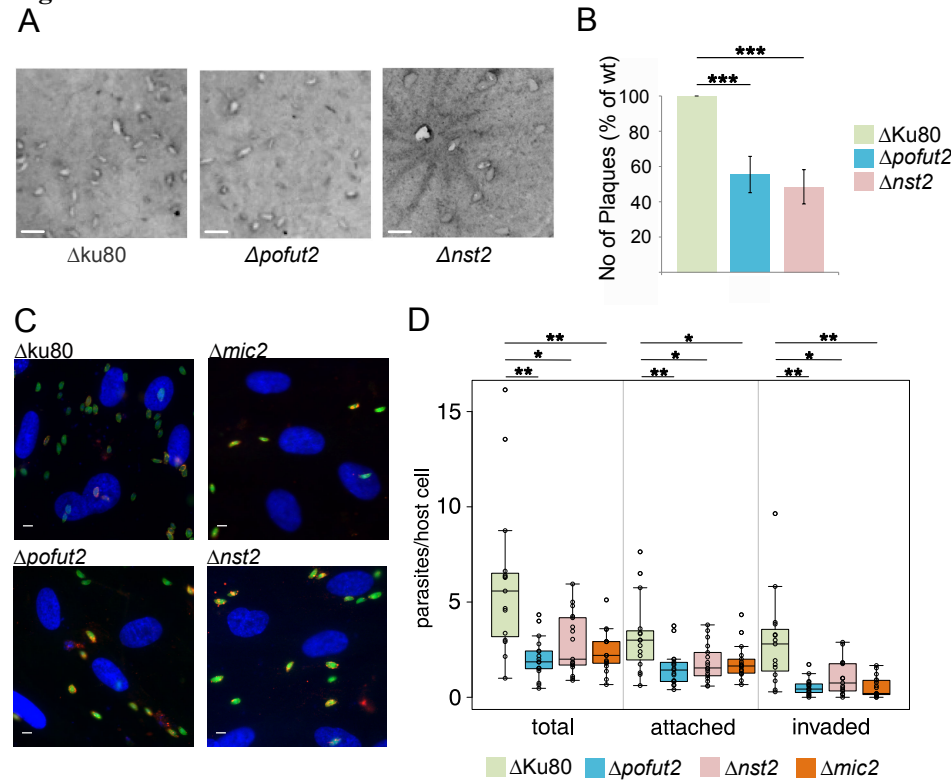 A
B
Δku80
Δpofut2
Δnst2
No of Plaques (% of wt)
100
80
60
40
20
***
***
ΔKu80
Δpofut2
Δnst2
C
Δku80
Δmic2
Δpofut2
Δnst2
D
** * **
* * **
** ** **
parasites/host cell
15
10
5
0
total attached invaded
ΔKu80 Δpofut2 Δnst2 Δmic2